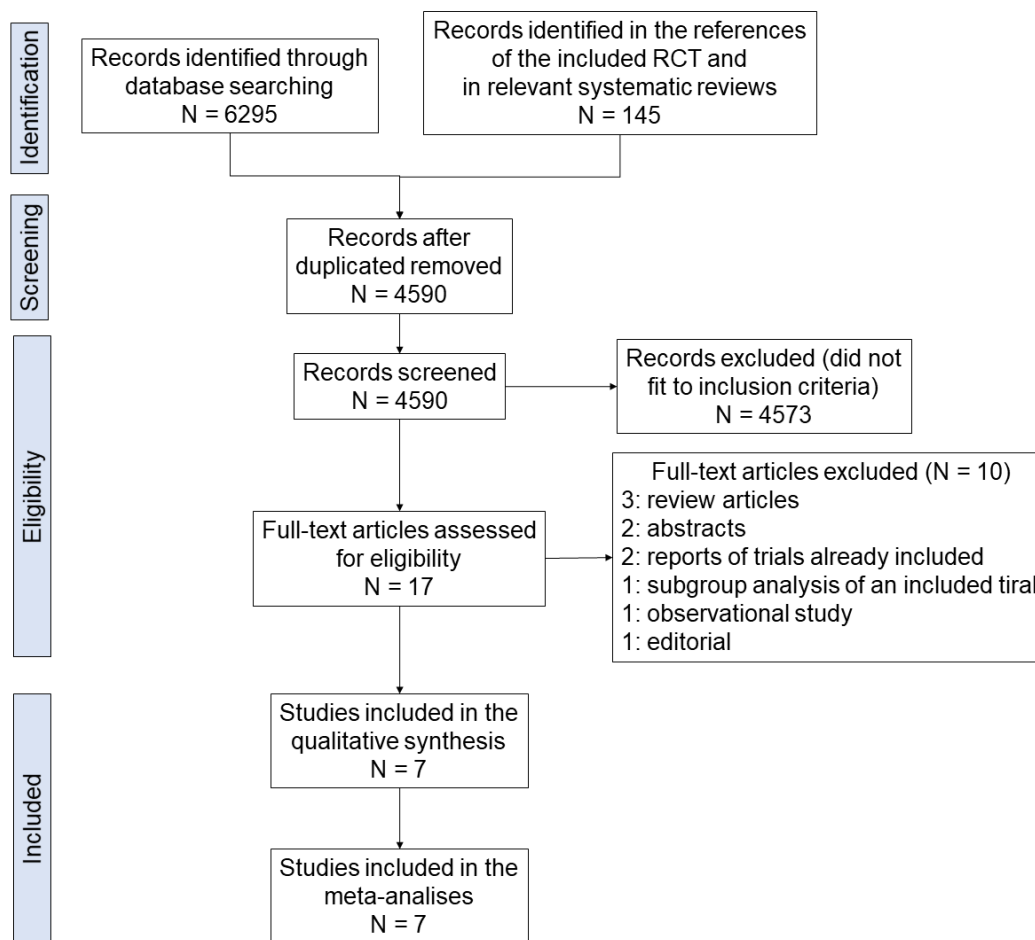 Identification
Records identified through
database searching
N = 6295
Records identified in the references
of the included RCT and
in relevant systematic reviews
N = 145
Screening
Records after
duplicated removed
N = 4590
Eligibility
Records screened
N = 4590
Records excluded (did not
fit to inclusion criteria)
N = 4573
Full-text articles assessed
for eligibility
N = 17
Full-text articles excluded (N = 10)
3: review articles
2: abstracts
2: reports of trials already included
1: subgroup analysis of an included tiral
1: observational study
1: editorial
Included
Studies included in the
qualitative synthesis
N = 7
Studies included in the
meta-analises
N = 7